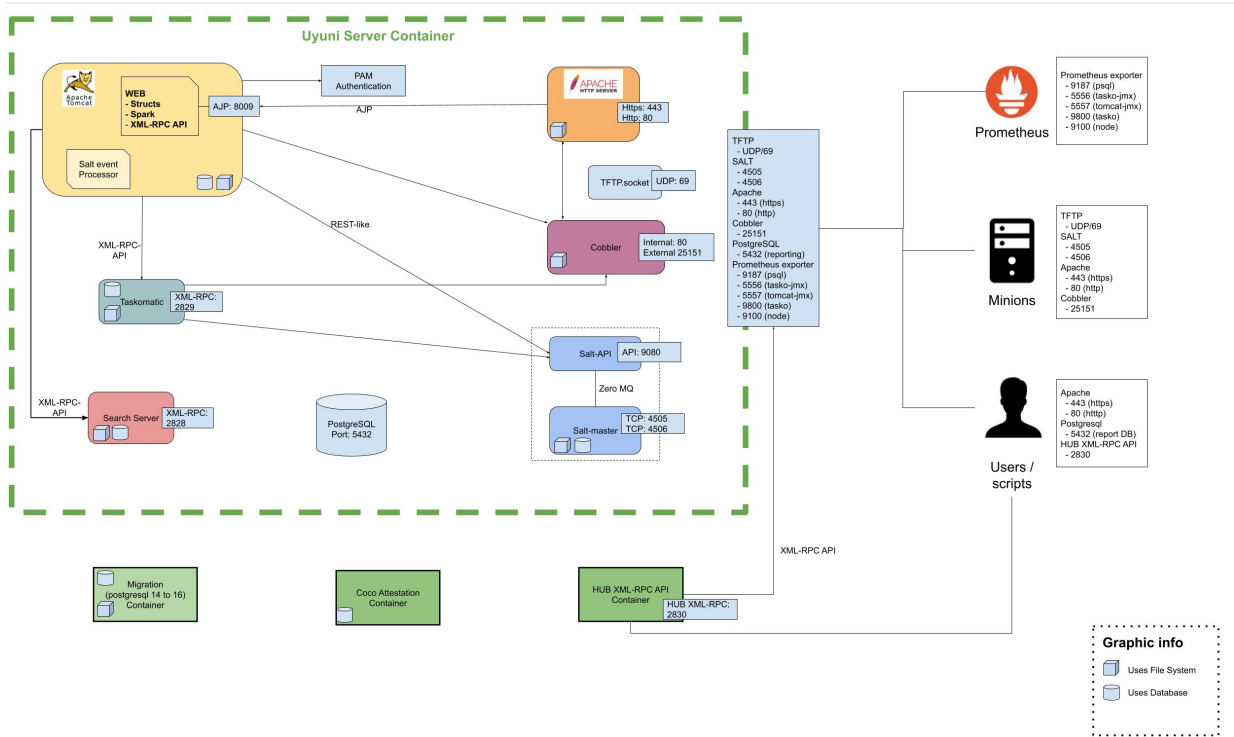 Uyuni Server Container
Apache
Tomcat
WEB
- Structs
- Spark
- XML-RPC API
AJP: 8009
Salt event
Processor
PAM
Authentication
AJP
APACHE
HTTP SERVER
Https: 443
Http: 80
TFTP.socket
UDP: 69
REST-like
Cobbler
Internal: 80
External 25151
XML-RPC-
API
Taskomatic
XML-RPC:
2829
Salt-API
API: 9080
Zero MQ
Salt-master
TCP: 4505
TCP: 4506
XML-RPC-
API
Search Server
XML-RPC:
2828
PostgreSQL
Port: 5432
TFTP
- UDP/69
SALT
- 4505
- 4506
Apache
- 443 (https)
- 80 (http)
Cobbler
- 25151
PostgreSQL
- 5432 (reporting)
Prometheus exporter
- 9187 (psql)
- 5556 (tasko-jmx)
- 5557 (tomcat-jmx)
- 9800 (tasko)
- 9100 (node)
Prometheus
Prometheus exporter
- 9187 (psql)
- 5556 (tasko-jmx)
- 5557 (tomcat-jmx)
- 9800 (tasko)
- 9100 (node)
Minions
TFTP
- UDP/69
SALT
- 4505
- 4506
Apache
- 443 (https)
- 80 (http)
Cobbler
- 25151
Users /
scripts
Apache
- 443 (https)
- 80 (htttp)
Postgresql
- 5432 (report DB)
HUB XML-RPC API
- 2830
XML-RPC API
Migration
(postgresql 14 to 16)
Container
Coco Attestation
Container
HUB XML-RPC API
Container
HUB XML-RPC:
2830
Graphic info
Uses File System
Uses Database